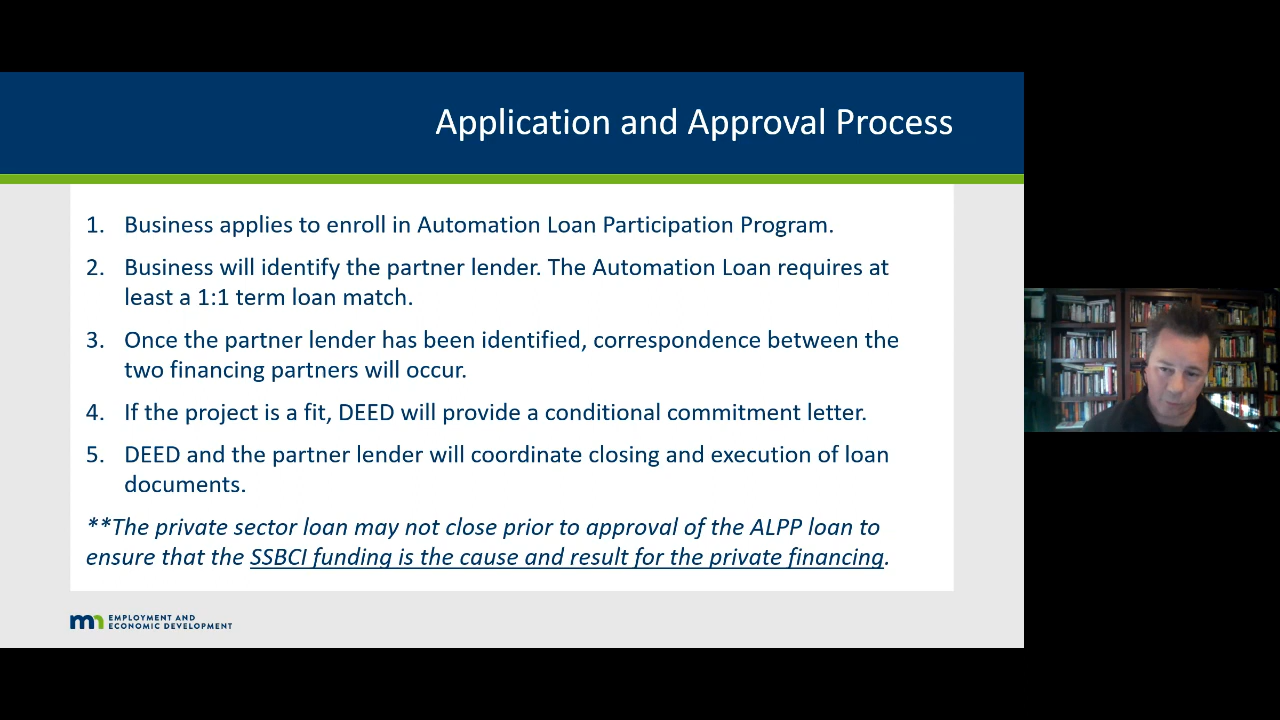 Application and Approval Process
1. Business applies to enroll in Automation Loan Participation Program.
2. Business will identify the partner lender. The Automation Loan requires at
least a 1:1 term loan match.
3. Once the partner lender has been identified, correspondence between the
two financing partners will occur.
4. If the project is a fit, DEED will provide a conditional commitment letter.
5. DEED and the partner lender will coordinate closing and execution of loan
documents.
**The private sector loan may not close prior to approval of the ALPP loan to
ensure that the SSBCI funding is the cause and result for the private financing.
mn EMPLOYMENT AND
ECONOMIC DEVELOPMENT